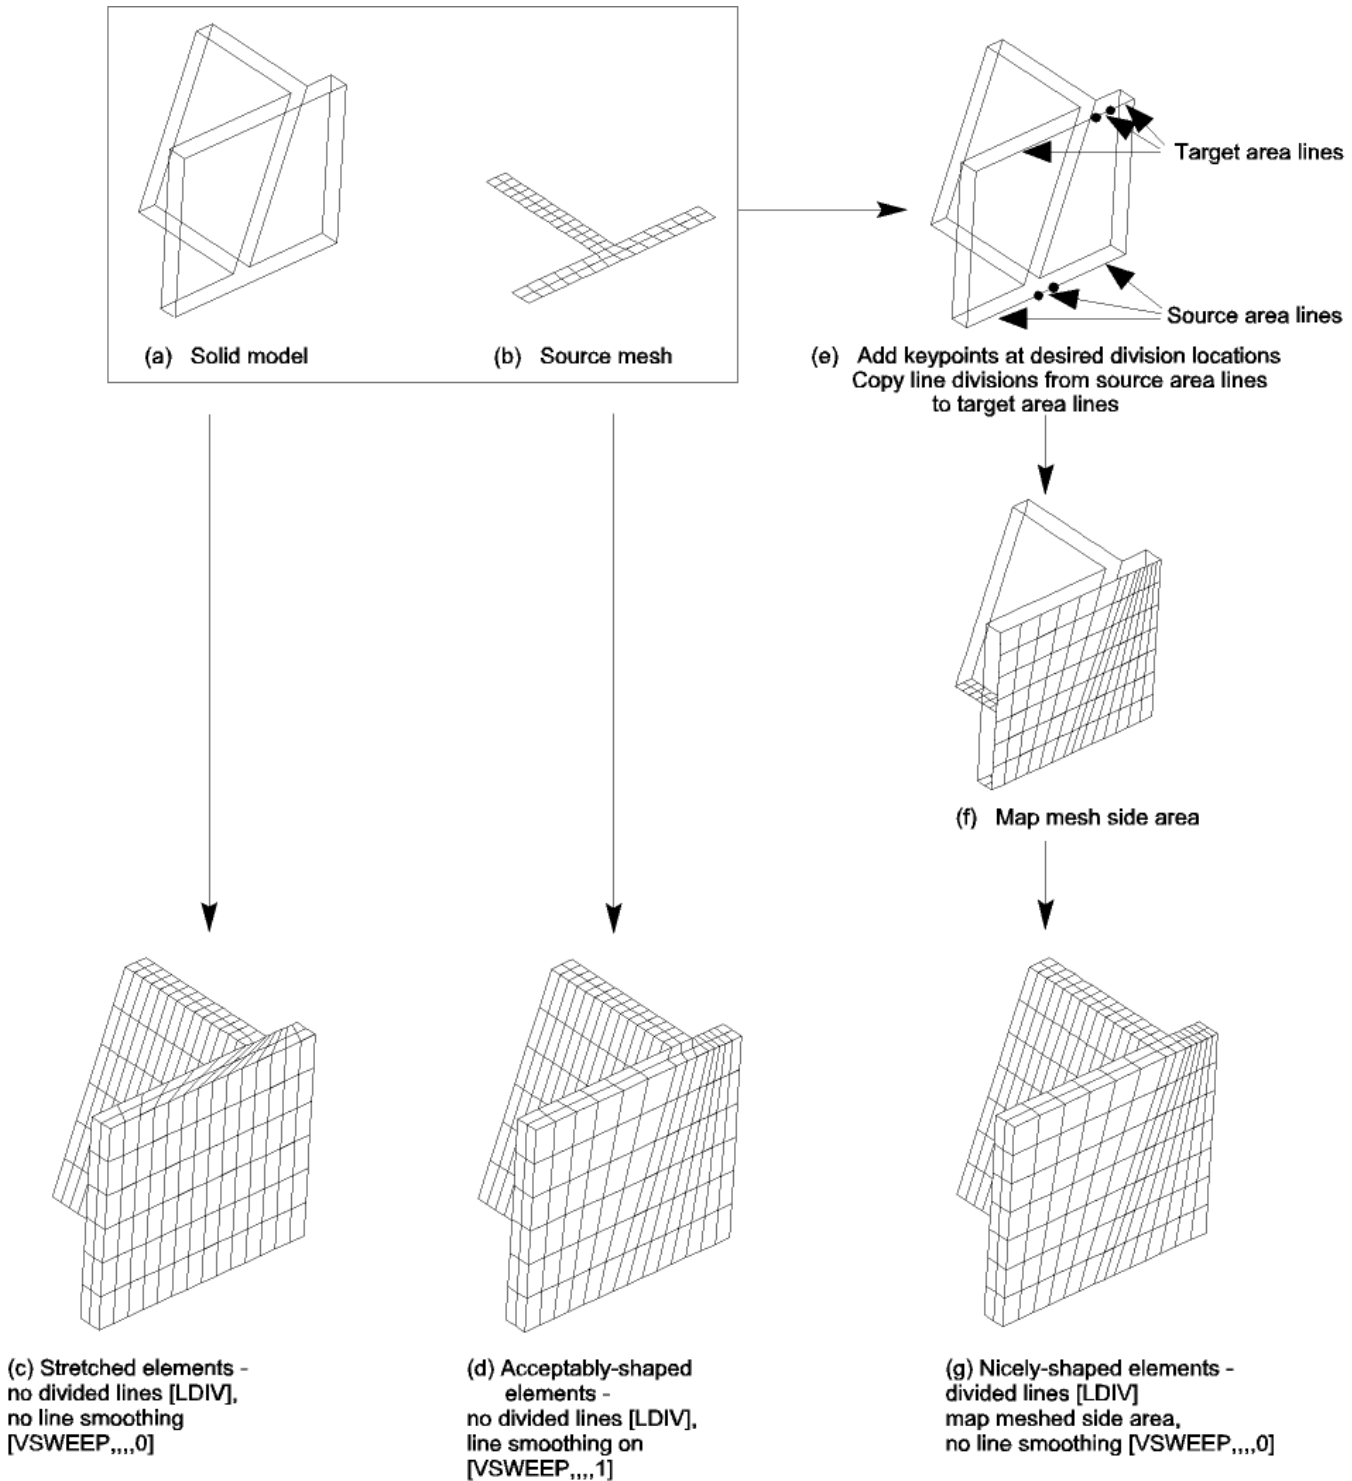 Target area lines
Source area lines
(a) Solid model
(b) Source mesh
(e) Add keypoints at desired division locations
Copy line divisions from source area lines
to target area lines
(f) Map mesh side area
(c) Stretched elements -
no divided lines [LDIV],
no line smoothing
[VSWEEP,,,,0]
(d) Acceptably-shaped
elements -
no divided lines [LDIV],
line smoothing on
[VSWEEP,,,,1]
(g) Nicely-shaped elements -
divided lines [LDIV]
map meshed side area,
no line smoothing [VSWEEP,,,,0]